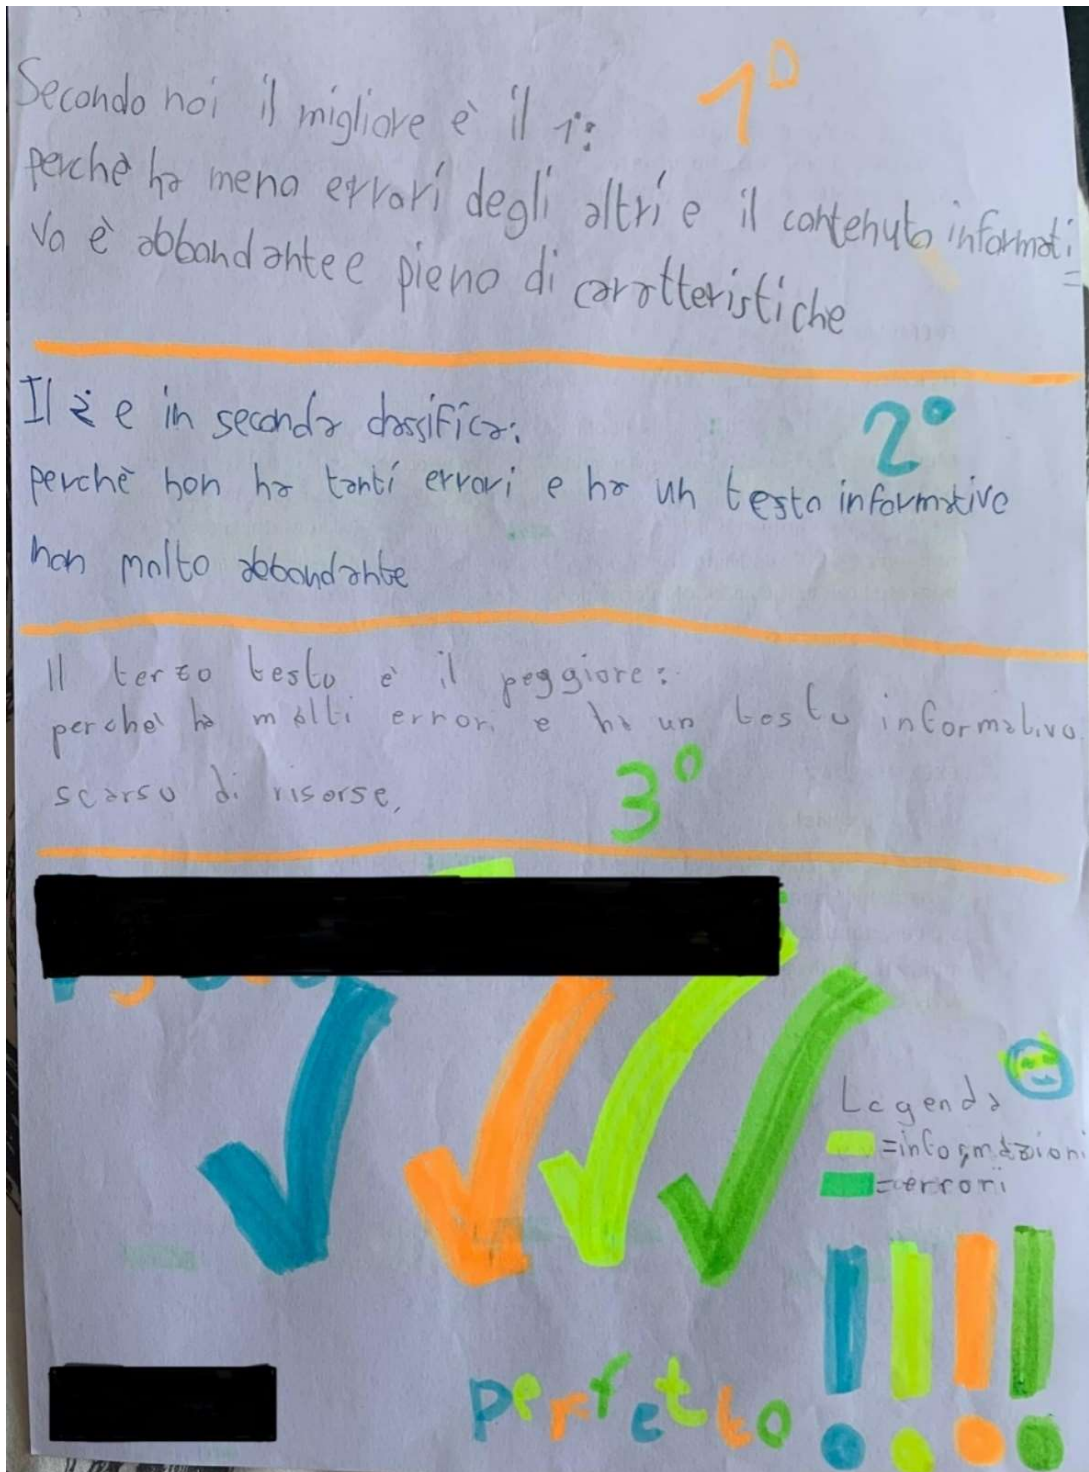 Secondo noi il migliore è il 1°:
1°
perchè ha meno errori degli altri e il contenuto informati=
vo è abbondante e pieno di caratteristiche
Il 2 e in seconda classifica:
2°
perchè non ha tanti errori e ha un testo informativo
non molto abbondante
Il terzo testo è il peggiore:
perchè ha molti errori e ha un testo informativo
scarso di risorse,
3°
Legenda
=informazioni
=errori
perfetto !!!!